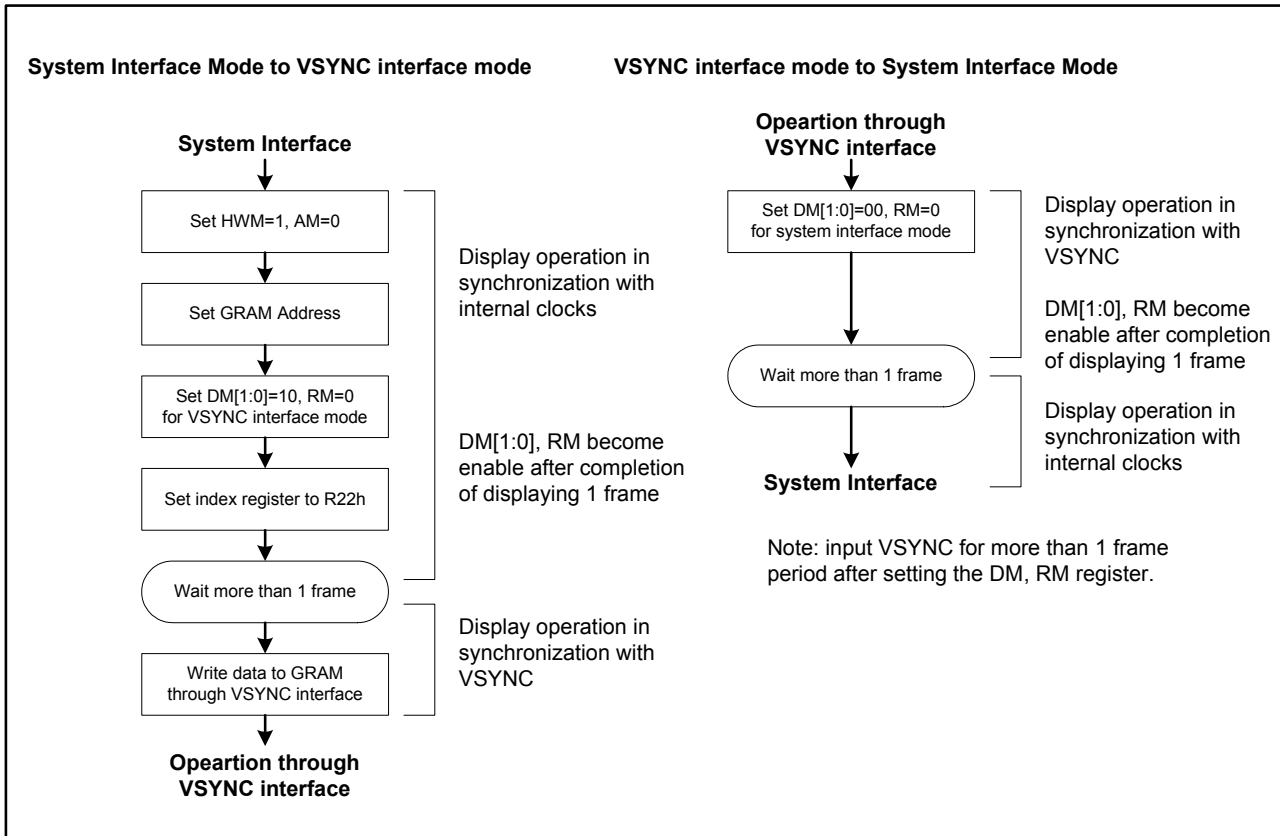 System Interface Mode to VSYNC interface mode
System Interface
Set HWM=1, AM=0
Set GRAM Address
Set DM[1:0]=10, RM=0
for VSYNC interface mode
Set index register to R22h
Wait more than 1 frame
Write data to GRAM
through VSYNC interface
Opeartion through
VSYNC interface
Display operation in
synchronization with
internal clocks
DM[1:0], RM become
enable after completion
of displaying 1 frame
Display operation in
synchronization with
VSYNC
VSYNC interface mode to System Interface Mode
Opeartion through
VSYNC interface
Set DM[1:0]=00, RM=0
for system interface mode
Wait more than 1 frame
System Interface
Display operation in
synchronization with
VSYNC
DM[1:0], RM become
enable after completion
of displaying 1 frame
Display operation in
synchronization with
internal clocks
Note: input VSYNC for more than 1 frame
period after setting the DM, RM register.